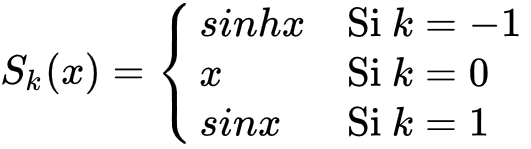 sinhx Si k = −1
S_k(x) = { x Si k = 0
sinx Si k = 1